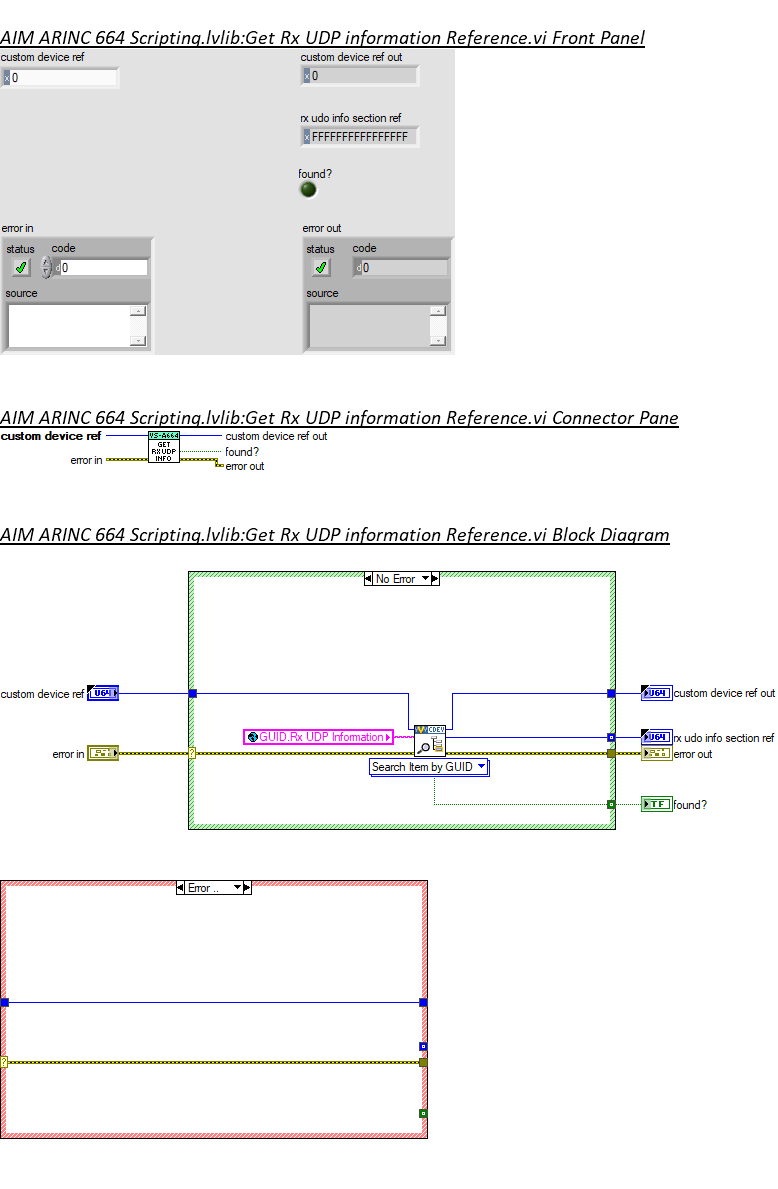 AIM ARINC 664 Scripting.lvlib:Get Rx UDP information Reference.vi Front Panel
custom device ref
custom device ref out
x 0
x 0
rx udo info section ref
x FFFFFFFFFFFFFFFF
found?
error in
error out
status code
status code
d 0
d 0
source
source
AIM ARINC 664 Scripting.lvlib:Get Rx UDP information Reference.vi Connector Pane
custom device ref
VS-A664
GET
RX UDP
INFO
custom device ref out
found?
error in
error out
AIM ARINC 664 Scripting.lvlib:Get Rx UDP information Reference.vi Block Diagram
No Error
custom device ref
U64
U64
custom device ref out
GUID.Rx UDP Infomation
CDEV
U64
rx udo info section ref
error in
?
error out
Search Item by GUID
TF
found?
Error ..
?